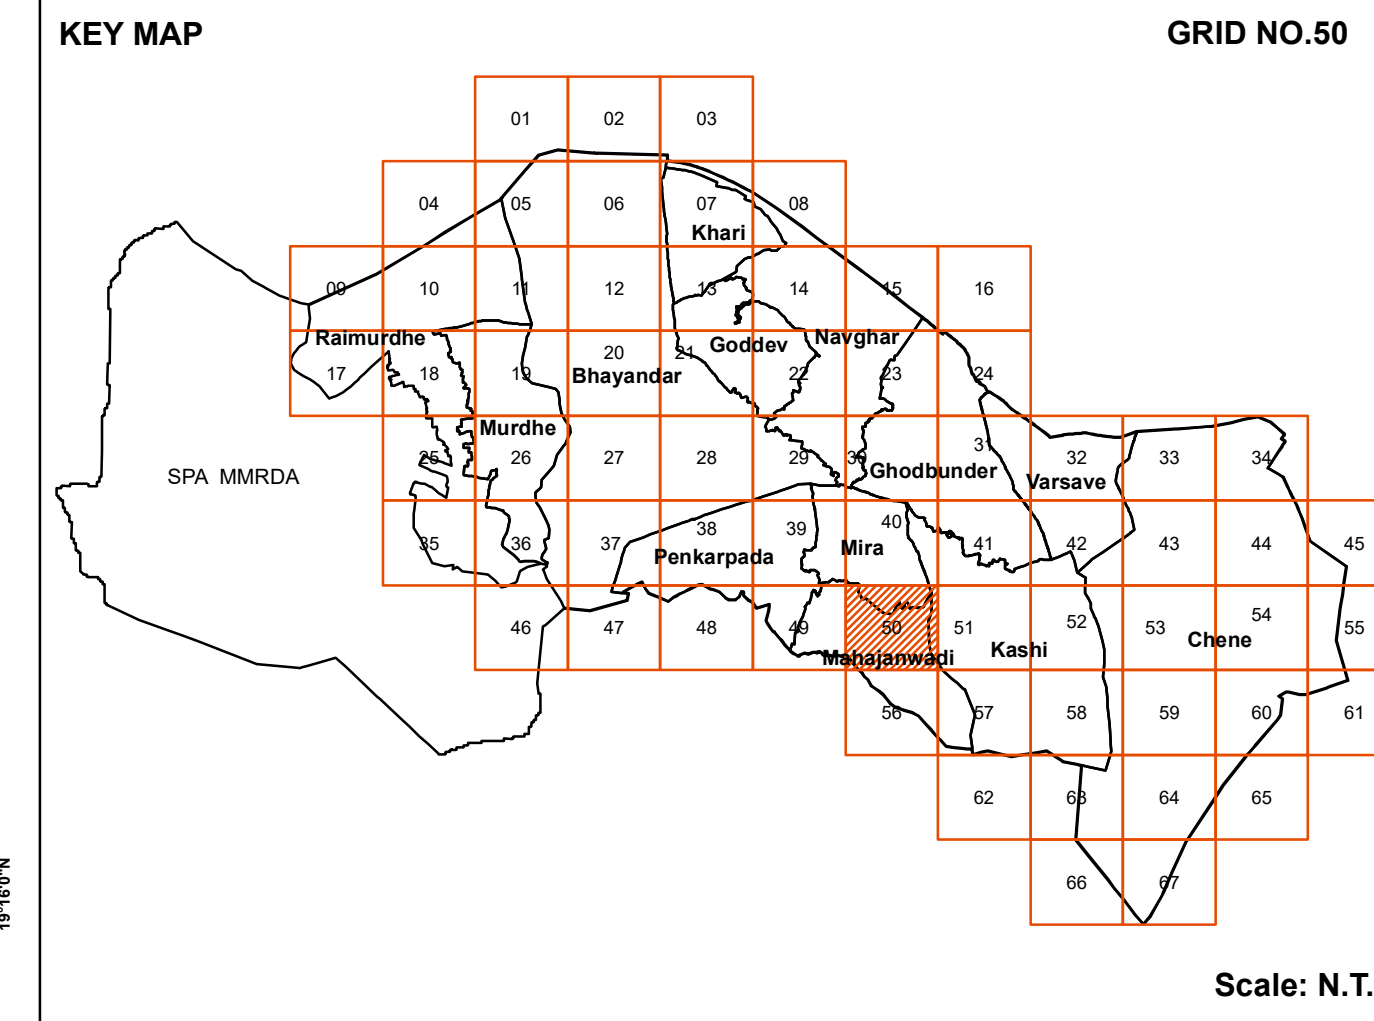 KEY MAP
GRID NO.50
01 02 03
04 05 06 07 08
Khari
09 10 11 12 13 14 15 16
Raimurdhe
Goddev
Navghar
17 18 19 20 21 22 23 24
Bhayandar
Murdhe
25 26 27 28 29 30 31 32 33 34
Ghodbunder
Varsave
SPA MMRDA
35 36 37 38 39 40 41 42 43 44 45
Penkarpada
Mira
46 47 48 49 50 51 52 53 54 55
Mahajanwadi
Kashi
Chene
56 57 58 59 60 61
62 63 64 65
66 67
19°16'0"N
Scale: N.T.